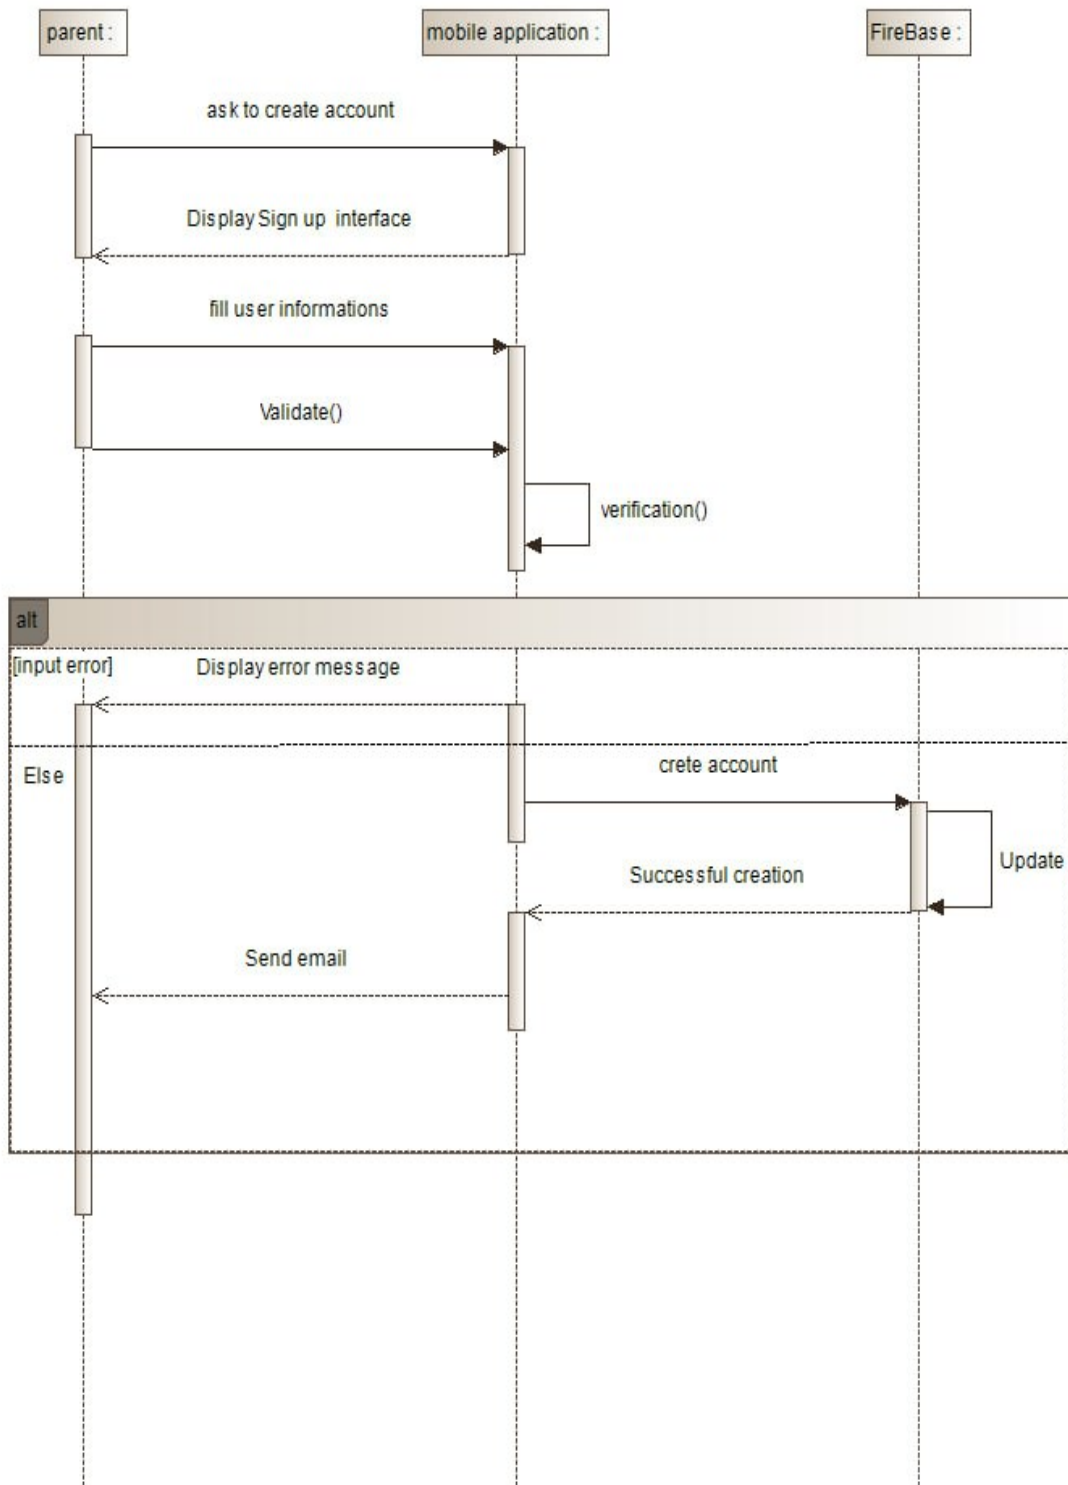 parent :
mobile application :
FireBase :
ask to create account
Display Sign up interface
fill user informations
Validate()
verification()
alt
[input error]
Display error message
Else
crete account
Update
Successful creation
Send email